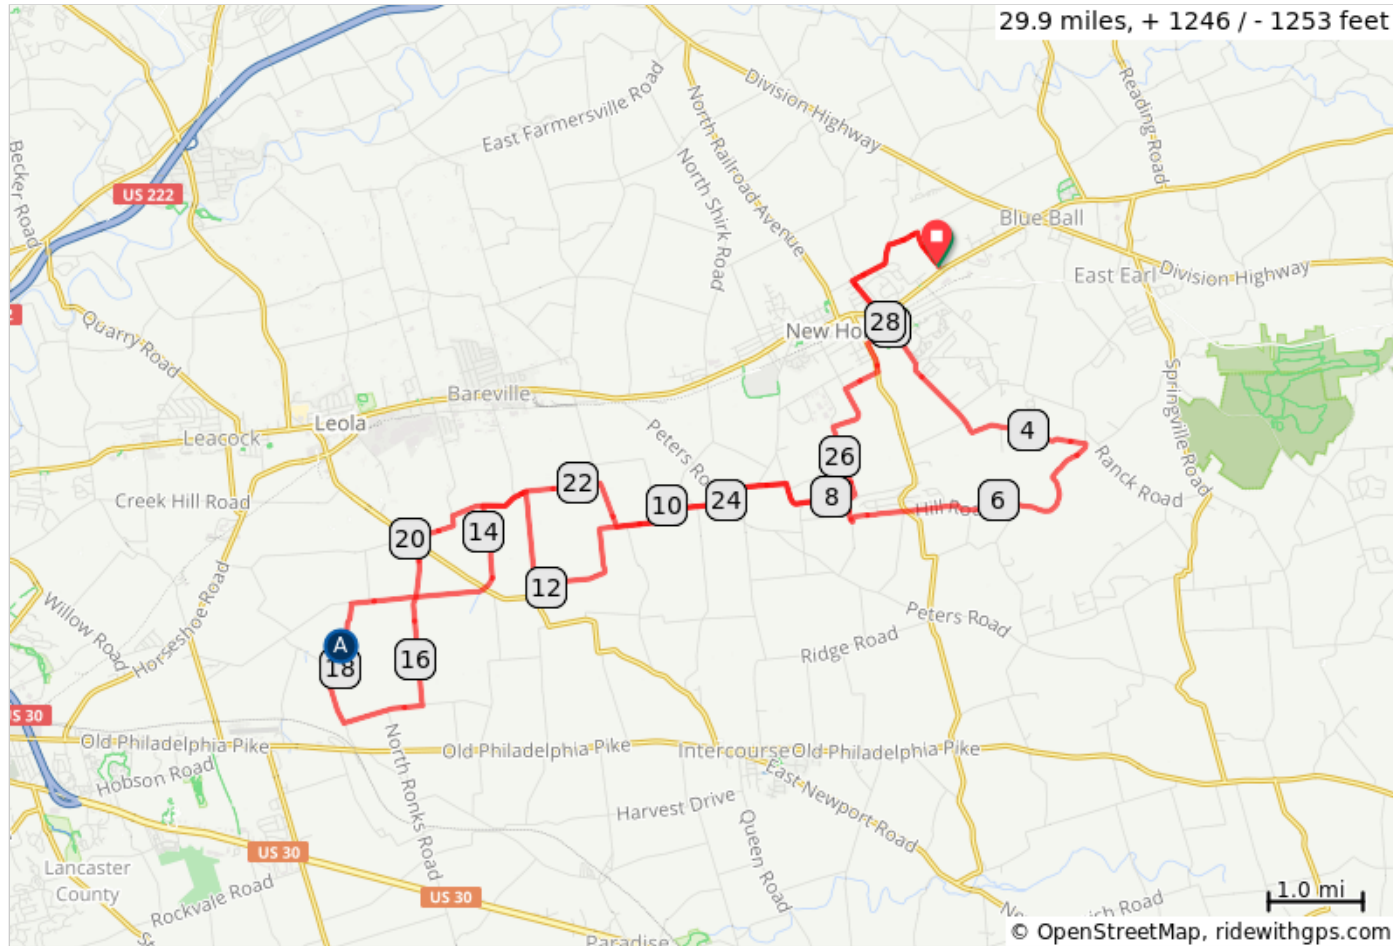 29.9 miles, + 1246 / - 1253 feet
East Farmersville Road
North Railroad Avenue
Division Highway
Reading Road
Becker Road
US 222
North Shirk Road
Blue Ball
East Earl
Division Highway
Quarry Road
New Ho
28
Springville Road
Bareville
Leola
Leacock
4
Ranck Road
Peters Ro
26
Creek Hill Road
22
10
24
8
6
Hill Roa
14
20
12
Willow Road
Horseshoe Road
Peters Road
Ridge Road
A
18
16
US 30
Old Philadelphia Pike
Old Philadelphia Pike
Intercourse
Old Philadelphia Pike
Hobson Road
North Ronks Road
East Newport Road
Harvest Drive
Queen Road
US 30
Lancaster
County
Rockvale Road
US 30
1.0 mi
ish Road
Paradise
© OpenStreetMap, ridewithgps.com